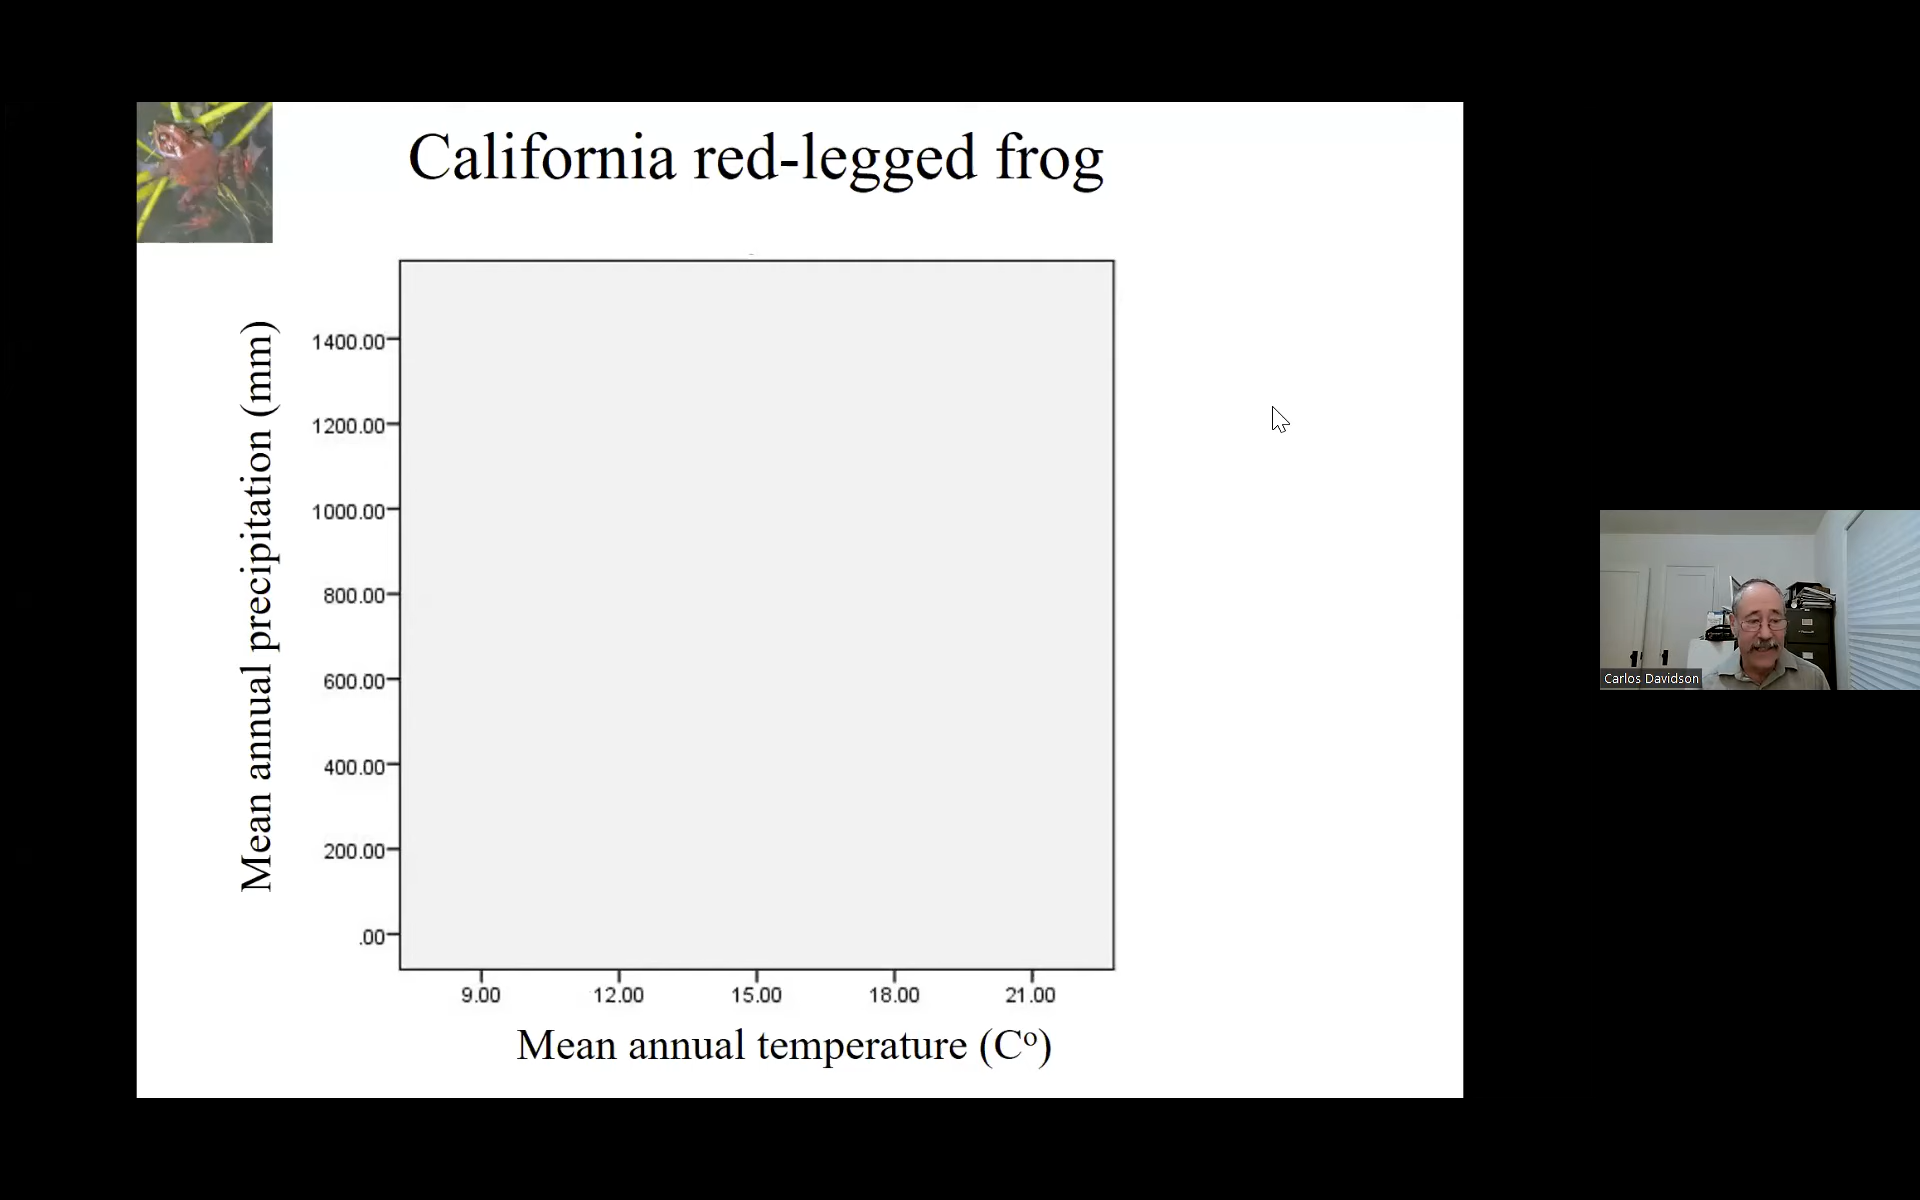 California red-legged frog
Mean annual precipitation (mm)
1400.00
1200.00
1000.00
800.00
600.00
400.00
200.00
.00
9.00 12.00 15.00 18.00 21.00
Mean annual temperature (Cº)
Carlos Davidson